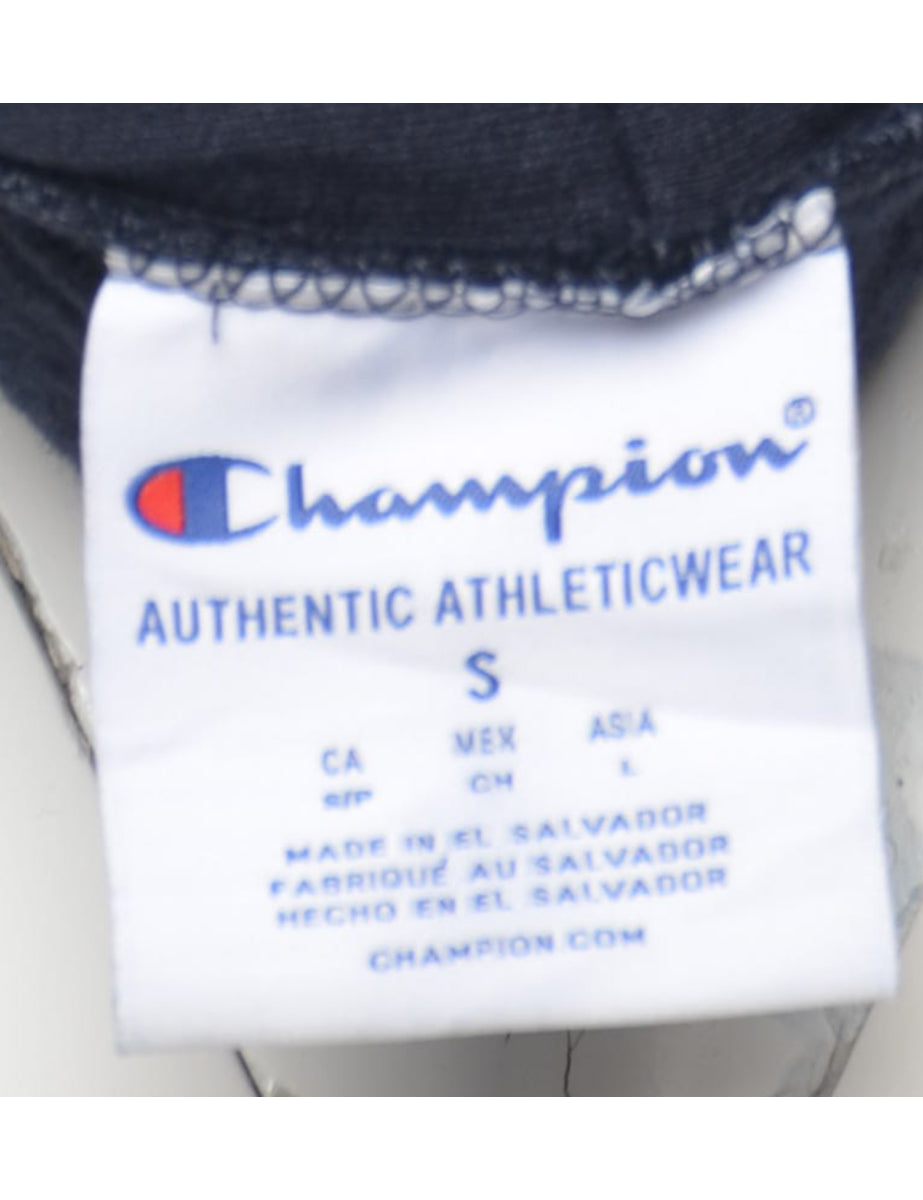 Champion®
AUTHENTIC ATHLETICWEAR
S
CA MEX ASIA
S/P CH L
MADE IN EL SALVADOR
FABRIQUÉ AU SALVADOR
HECHO EN EL SALVADOR
CHAMPION.COM